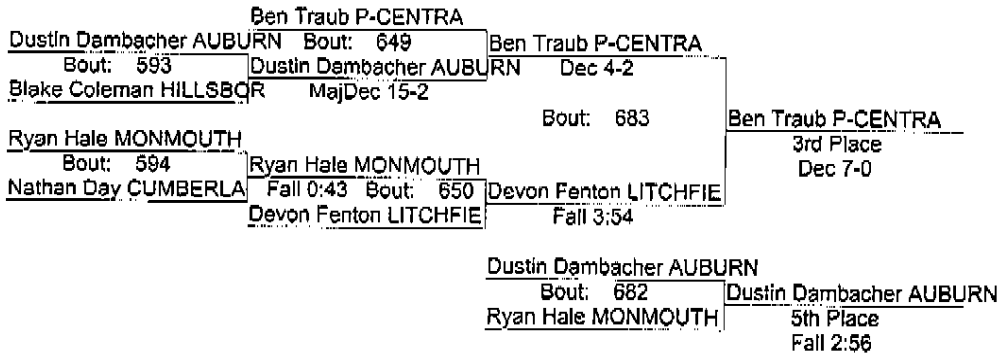 Ben Traub P-CENTRA
Dustin Dambacher AUBURN Bout: 649 Ben Traub P-CENTRA
Bout: 593 Dustin Dambacher AUBURN Dec 4-2
Blake Coleman HILLSBOR MajDec 15-2
Bout: 683 Ben Traub P-CENTRA
Ryan Hale MONMOUTH 3rd Place
Bout: 594 Ryan Hale MONMOUTH Dec 7-0
Nathan Day CUMBERLA Fall 0:43 Bout: 650 Devon Fenton LITCHFIE
Devon Fenton LITCHFIE Fall 3:54
Dustin Dambacher AUBURN
Bout: 682 Dustin Dambacher AUBURN
Ryan Hale MONMOUTH 5th Place
Fall 2:56